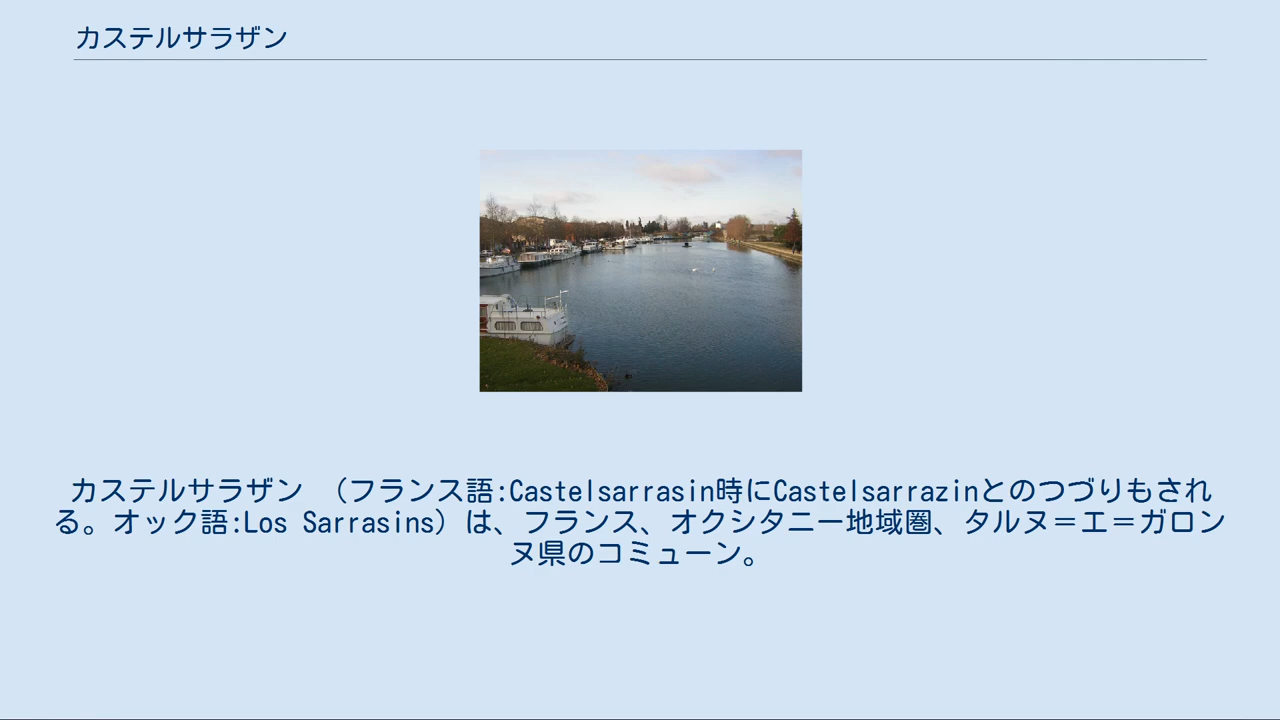 カステルサラザン
カステルサラザン （フランス語:Castelsarrasin時にCastelsarrazinとのつづりもされ
る。オック語:Los Sarrasins）は、フランス、オクシタニー地域圏、タルヌ＝エ＝ガロン
ヌ県のコミューン。